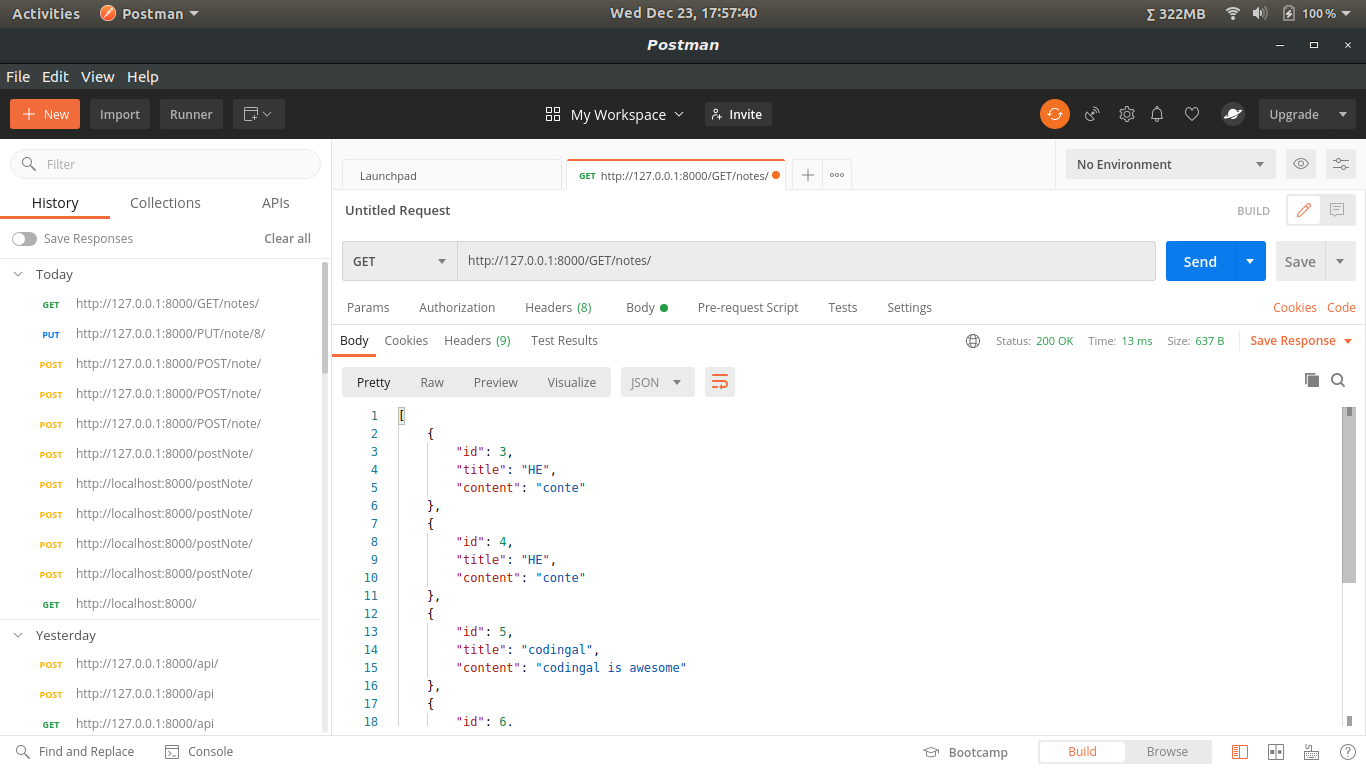 Activities Postman Wed Dec 23, 17:57:40 Σ 322MB 100 %
Postman
File Edit View Help
New Import Runner My Workspace Invite Upgrade
Filter
History Collections APIs
Save Responses Clear all
Today
GET http://127.0.0.1:8000/GET/notes/
PUT http://127.0.0.1:8000/PUT/note/8/
POST http://127.0.0.1:8000/POST/note/
POST http://127.0.0.1:8000/POST/note/
POST http://127.0.0.1:8000/POST/note/
POST http://127.0.0.1:8000/postNote/
POST http://localhost:8000/postNote/
POST http://localhost:8000/postNote/
POST http://localhost:8000/postNote/
POST http://localhost:8000/postNote/
GET http://localhost:8000/
Yesterday
POST http://127.0.0.1:8000/api/
POST http://127.0.0.1:8000/api
GET http://127.0.0.1:8000/api
Launchpad GET http://127.0.0.1:8000/GET/notes/ No Environment
Untitled Request BUILD
GET http://127.0.0.1:8000/GET/notes/ Send Save
Params Authorization Headers (8) Body Pre-request Script Tests Settings Cookies Code
Body Cookies Headers (9) Test Results Status: 200 OK Time: 13 ms Size: 637 B Save Response
Pretty Raw Preview Visualize JSON
1 [
2 {
3 "id": 3,
4 "title": "HE",
5 "content": "conte"
6 },
7 {
8 "id": 4,
9 "title": "HE",
10 "content": "conte"
11 },
12 {
13 "id": 5,
14 "title": "codingal",
15 "content": "codingal is awesome"
16 },
17 {
18 "id": 6,
Find and Replace Console Bootcamp Build Browse